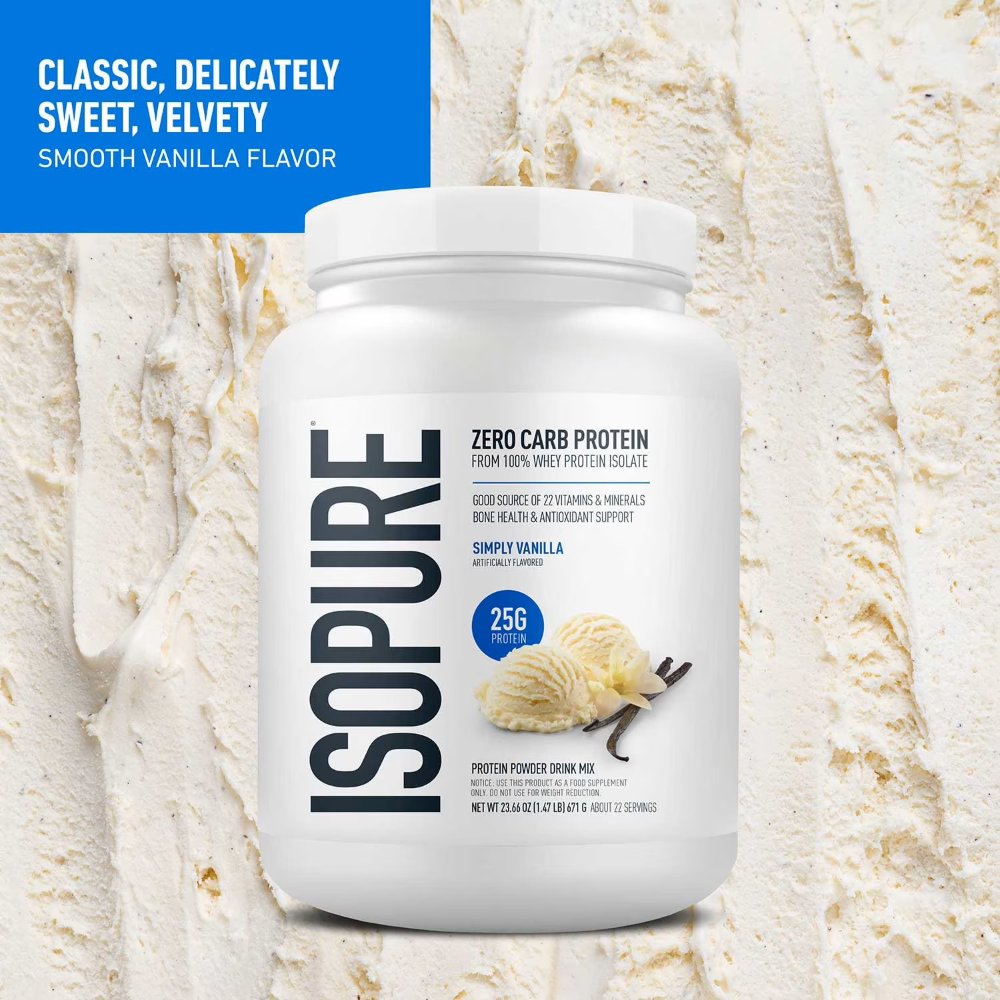 CLASSIC, DELICATELY
SWEET, VELVETY
SMOOTH VANILLA FLAVOR
ISOPURE®
ZERO CARB PROTEIN
FROM 100% WHEY PROTEIN ISOLATE
GOOD SOURCE OF 22 VITAMINS & MINERALS
BONE HEALTH & ANTIOXIDANT SUPPORT
SIMPLY VANILLA
ARTIFICIALLY FLAVORED
25G
PROTEIN
PROTEIN POWDER DRINK MIX
NOTICE: USE THIS PRODUCT AS A FOOD SUPPLEMENT
ONLY. DO NOT USE FOR WEIGHT REDUCTION.
NET WT 23.66 OZ (1.47 LB) 671 G ABOUT 22 SERVINGS